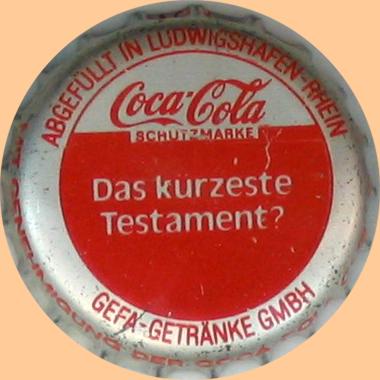 ABGEFÜLLT IN LUDWIGSHAFEN-RHEIN
Coca-Cola
SCHUTZMARKE
Das kurzeste
Testament?
GEFA-GETRÄNKE GMBH